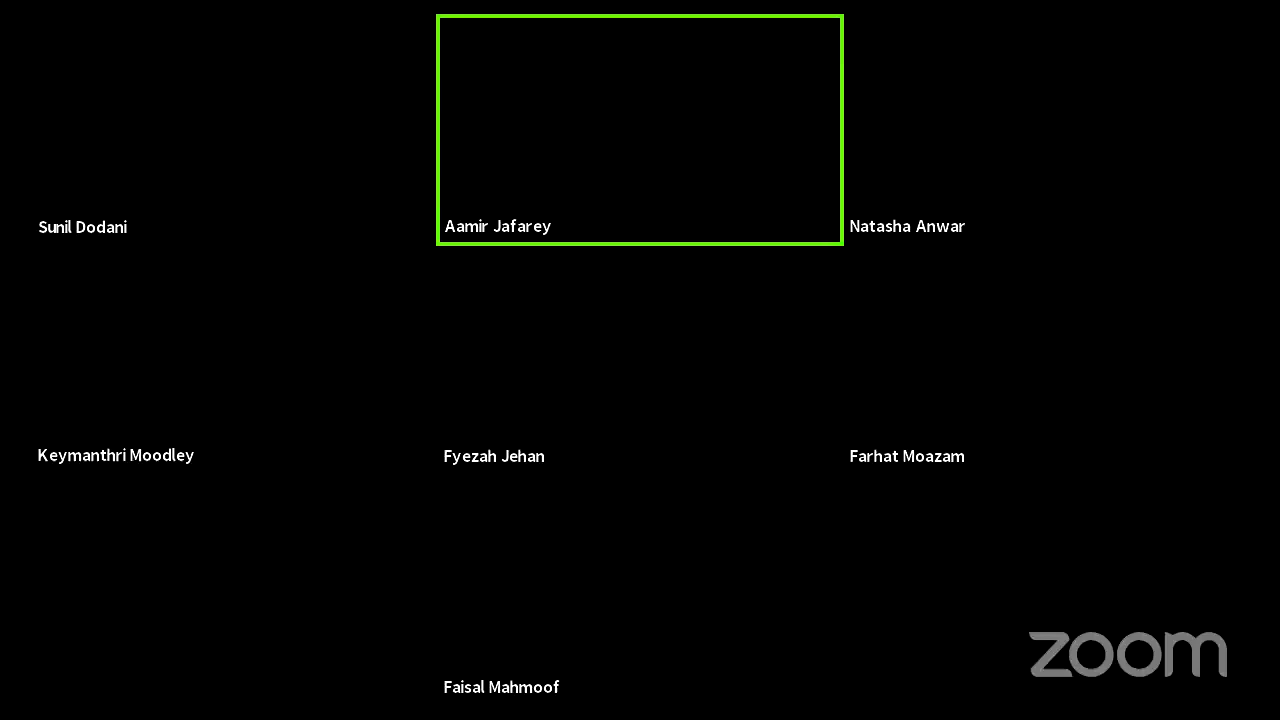 Sunil Dodani
Aamir Jafarey
Natasha Anwar
Keymanthri Moodley
Fyezah Jehan
Farhat Moazam
Faisal Mahmoof
zoom